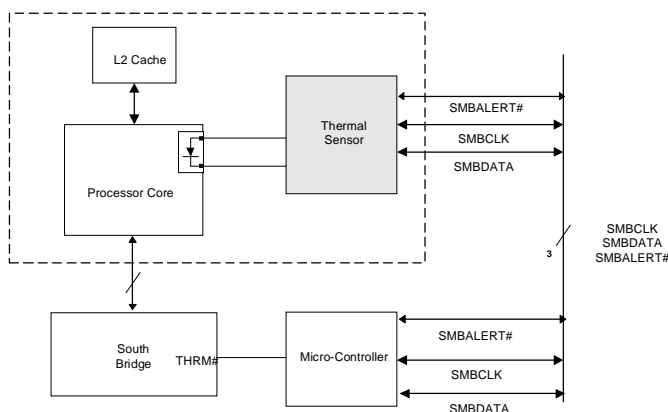 L2 Cache
Processor Core
Thermal
Sensor
SMBALERT#
SMBCLK
SMBDATA
3
SMBCLK
SMBDATA
SMBALERT#
South
Bridge
THRM#
Micro-Controller
SMBALERT#
SMBCLK
SMBDATA